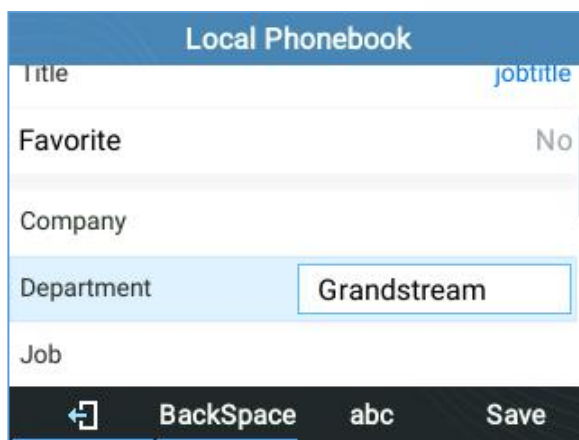 Local Phonebook
Title jobtitle
Favorite No
Company
Department Grandstream
Job
BackSpace abc Save